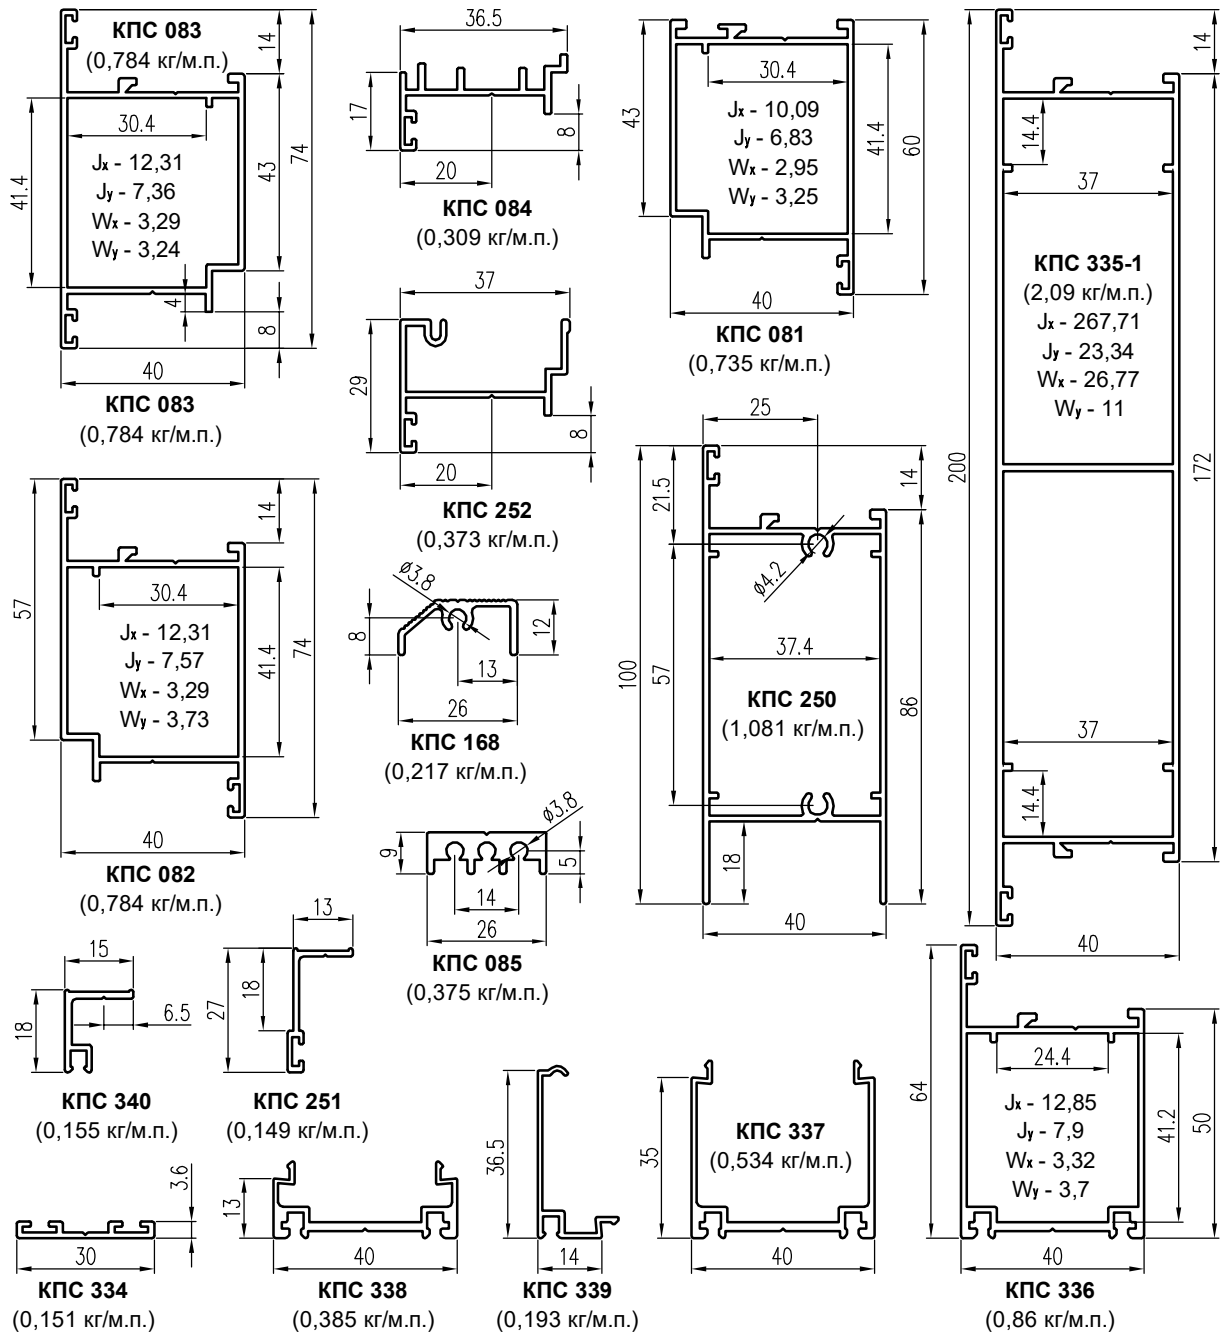 КПС 083
(0,784 кг/м.п.)
14
74
43
41.4
30.4
Jx - 12,31
Jy - 7,36
Wx - 3,29
Wy - 3,24
4
8
40
КПС 083
(0,784 кг/м.п.)
36.5
17
8
20
КПС 084
(0,309 кг/м.п.)
43
30.4
Jx - 10,09
Jy - 6,83
Wx - 2,95
Wy - 3,25
41.4
60
40
КПС 081
(0,735 кг/м.п.)
200
14
14.4
37
КПС 335-1
(2,09 кг/м.п.)
Jx - 267,71
Jy - 23,34
Wx - 26,77
Wy - 11
172
37
14.4
40
37
29
8
20
КПС 252
(0,373 кг/м.п.)
57
14
30.4
Jx - 12,31
Jy - 7,57
Wx - 3,29
Wy - 3,73
41.4
74
40
КПС 082
(0,784 кг/м.п.)
ø3.8
8
12
13
26
КПС 168
(0,217 кг/м.п.)
25
21.5
14
ø4.2
100
57
37.4
КПС 250
(1,081 кг/м.п.)
86
18
40
ø3.8
9
5
14
26
КПС 085
(0,375 кг/м.п.)
15
18
6.5
КПС 340
(0,155 кг/м.п.)
13
18
27
КПС 251
(0,149 кг/м.п.)
64
24.4
Jx - 12,85
Jy - 7,9
Wx - 3,32
Wy - 3,7
41.2
50
40
КПС 336
(0,86 кг/м.п.)
3.6
30
КПС 334
(0,151 кг/м.п.)
13
40
КПС 338
(0,385 кг/м.п.)
36.5
14
КПС 339
(0,193 кг/м.п.)
35
КПС 337
(0,534 кг/м.п.)
40